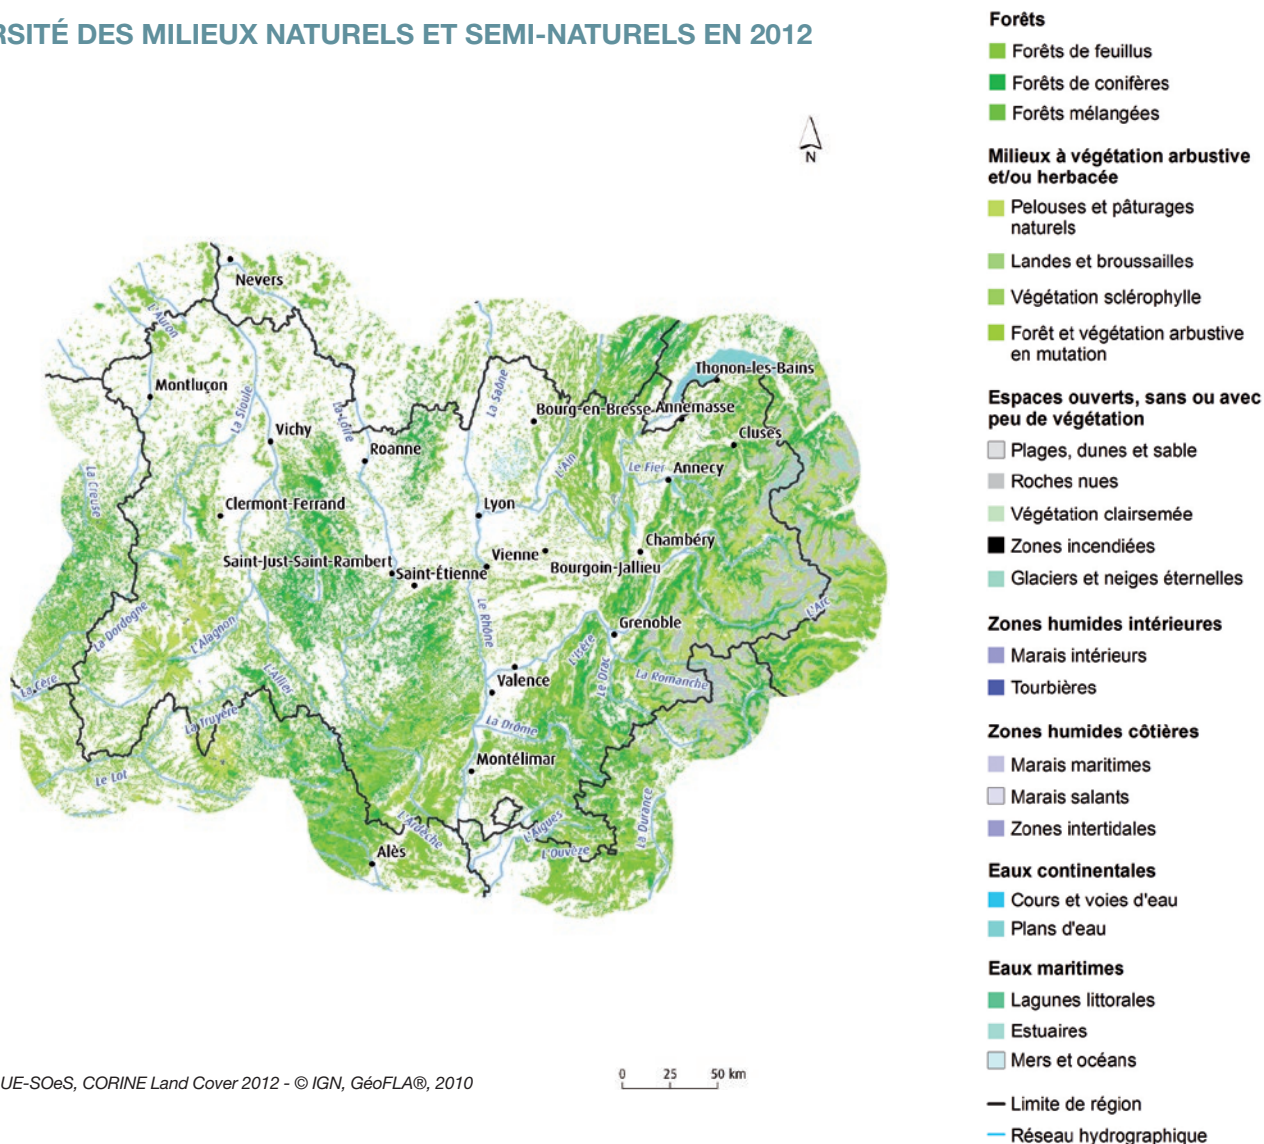 RSITÉ DES MILIEUX NATURELS ET SEMI-NATURELS EN 2012
N
Nevers
L'Auron
Montluçon
La Sioule
Vichy
La Loire
Roanne
La Saône
Bourg-en-Bresse
Annemasse
Thonon-les-Bains
Cluses
L'Ain
Le Fier
Annecy
La Creuse
Clermont-Ferrand
Lyon
Chambéry
Saint-Just-Saint-Rambert
Saint-Étienne
Vienne
Bourgoin-Jallieu
L'Arc
La Dordogne
L'Alagnon
Le Rhône
Grenoble
L'Isère
Le Drac
La Romanche
La Cère
L'Allier
Valence
La Truyère
La Drôme
Le Lot
Montélimar
L'Ardèche
L'Aigues
La Durance
Alès
L'Ouvèze
UE-SOeS, CORINE Land Cover 2012 - © IGN, GéoFLA®, 2010
0 25 50 km
Forêts
Forêts de feuillus
Forêts de conifères
Forêts mélangées
Milieux à végétation arbustive
et/ou herbacée
Pelouses et pâturages
naturels
Landes et broussailles
Végétation sclérophylle
Forêt et végétation arbustive
en mutation
Espaces ouverts, sans ou avec
peu de végétation
Plages, dunes et sable
Roches nues
Végétation clairsemée
Zones incendiées
Glaciers et neiges éternelles
Zones humides intérieures
Marais intérieurs
Tourbières
Zones humides côtières
Marais maritimes
Marais salants
Zones intertidales
Eaux continentales
Cours et voies d'eau
Plans d'eau
Eaux maritimes
Lagunes littorales
Estuaires
Mers et océans
Limite de région
Réseau hydrographique